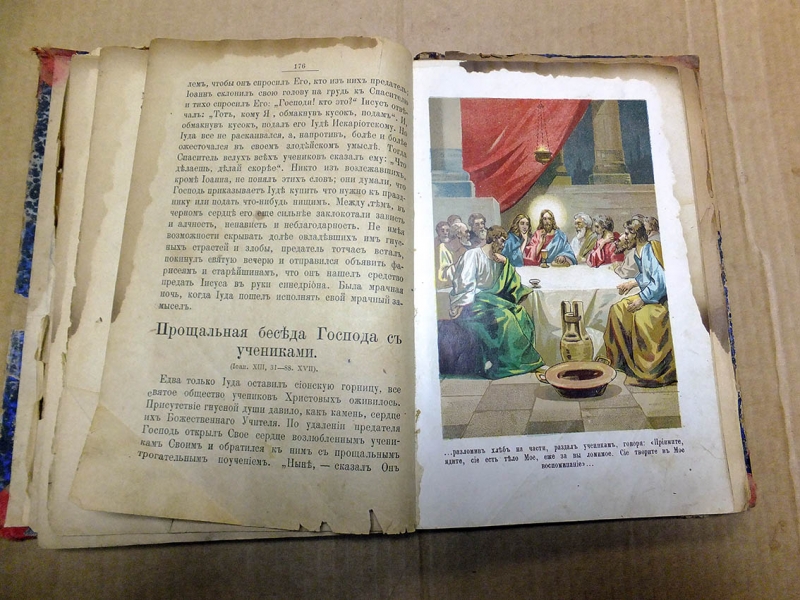 176
лемъ, чтобы онъ спросил Его, кто изъ нихъ предатель;
Іоаннъ склонилъ свою голову на грудь къ Спасителю
и тихо спросилъ Его: „Господи! кто это?“ Іисусъ отвѣ-
чалъ: „Тотъ, кому Я , обмакнувъ кусокъ, подамъ“. И,
обмакнувъ кусокъ, подалъ его Іудѣ Искаріотскому. Но
Іуда все не раскаивался, а, напротивъ, болѣе и болѣе
ожесточался въ своемъ злодѣйскомъ умыслѣ. Тогда
Спаситель вслухъ всѣхъ учениковъ сказалъ ему: „Что
дѣлаешь, дѣлай скорѣе“. Никто изъ возлежавшихъ,
кромѣ Іоанна, не понялъ этихъ словъ; они думали, что
Господь приказываетъ Іудѣ купить что нужно къ празд-
нику или подать что-нибудь нищимъ. Между тѣмъ, въ
черномъ сердцѣ его еще сильнѣе заклокотали зависть
и алчность, ненависть и неблагодарность. Не имѣя
возможности скрывать долѣе овладѣвшихъ имъ гнус-
ныхъ страстей и злобы, предатель тотчасъ всталъ,
покинулъ святую вечерю и отправился объявить фа-
рисеямъ и старѣйшинамъ, что онъ нашелъ средство
предать Іисуса въ руки синедріона. Была мрачная
ночь, когда Іуда пошелъ исполнять свой мрачный за-
мыселъ.
Прощальная бесѣда Господа съ
учениками.
(Іоан. XIII, 31—38. XVII).
Едва только Іуда оставилъ сіонскую горницу, все
святое общество учениковъ Христовыхъ оживилось.
Присутствіе гнусной души давило, какъ камень, сердце
ихъ Божественнаго Учителя. По удаленіи предателя
Господь открылъ Свое сердце возлюбленнымъ учени-
камъ Своимъ и обратился къ нимъ съ прощальнымъ
трогательнымъ поученіемъ. „Нынѣ, — сказалъ Онъ
...разломивъ хлѣбъ на части, раздалъ ученикамъ, говоря: «Пріимите,
ядите, сіе есть тѣло Мое, еже за вы ломимое. Сіе творите въ Мое
воспоминаніе»...